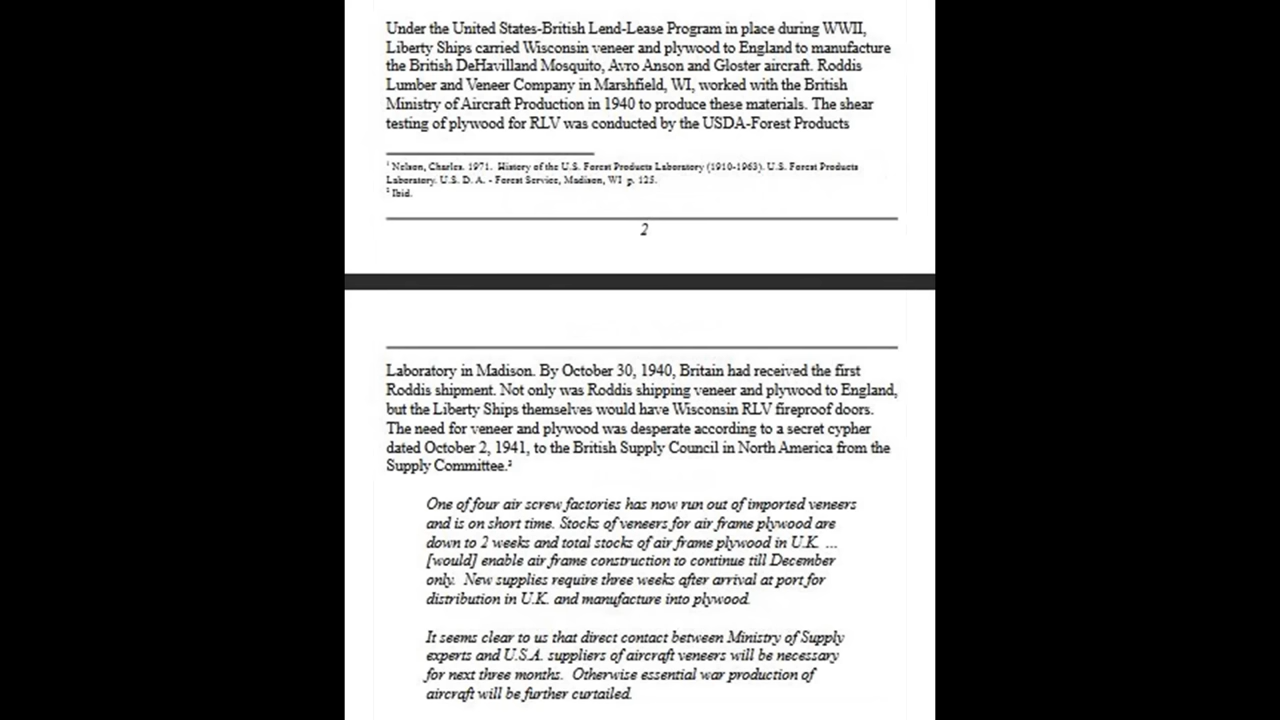 Under the United States-British Lend-Lease Program in place during WWII,
Liberty Ships carried Wisconsin veneer and plywood to England to manufacture
the British DeHavilland Mosquito, Avro Anson and Gloster aircraft. Roddis
Lumber and Veneer Company in Marshfield, WI, worked with the British
Ministry of Aircraft Production in 1940 to produce these materials. The shear
testing of plywood for RLV was conducted by the USDA-Forest Products
¹ Nelson, Charles. 1971. History of the U.S. Forest Products Laboratory (1910-1963). U.S. Forest Products
Laboratory. U.S. D. A. - Forest Service, Madison, WI p. 125.
² Ibid.
2
Laboratory in Madison. By October 30, 1940, Britain had received the first
Roddis shipment. Not only was Roddis shipping veneer and plywood to England,
but the Liberty Ships themselves would have Wisconsin RLV fireproof doors.
The need for veneer and plywood was desperate according to a secret cypher
dated October 2, 1941, to the British Supply Council in North America from the
Supply Committee.³
One of four air screw factories has now run out of imported veneers
and is on short time. Stocks of veneers for air frame plywood are
down to 2 weeks and total stocks of air frame plywood in U.K. ...
[would] enable air frame construction to continue till December
only. New supplies require three weeks after arrival at port for
distribution in U.K. and manufacture into plywood.
It seems clear to us that direct contact between Ministry of Supply
experts and U.S.A. suppliers of aircraft veneers will be necessary
for next three months. Otherwise essential war production of
aircraft will be further curtailed.